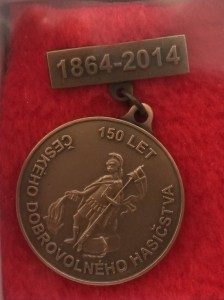 1864-2014
150 LET
ČESKÉHO DOBROVOLNÉHO HASIČSTVA